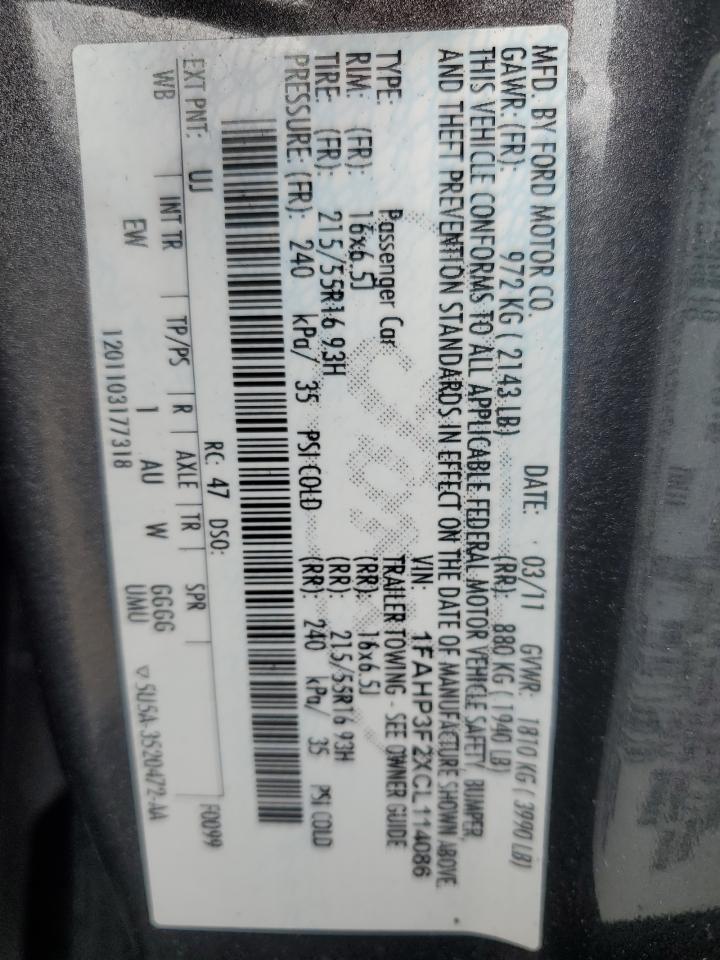 MFD. BY FORD MOTOR CO.
DATE: 03/11 GVWR: 1810 KG ( 3990 LB)
GAWR: (FR): 972 KG ( 2143 LB) (RR): 880 KG ( 1940 LB)
THIS VEHICLE CONFORMS TO ALL APPLICABLE FEDERAL MOTOR VEHICLE SAFETY, BUMPER,
AND THEFT PREVENTION STANDARDS IN EFFECT ON THE DATE OF MANUFACTURE SHOWN ABOVE.
VIN: 1FAHP3F2XCL114086
TYPE: Passenger Car TRAILER TOWING - SEE OWNER GUIDE
RIM: (FR): 16x6.5J (RR): 16x6.5J
TIRE: (FR): 215/55R16 93H (RR): 215/55R16 93H
PRESSURE: (FR): 240 kPa/ 35 PSI COLD (RR): 240 kPa/ 35 PSI COLD
F0099
EXT PNT: UJ RC: 47 DSO:
WB INT TR TP/PS R AXLE TR SPR
EW 1 AU W GGGG
1201103177318 UMU ▽ 5U5A-3520472-AA